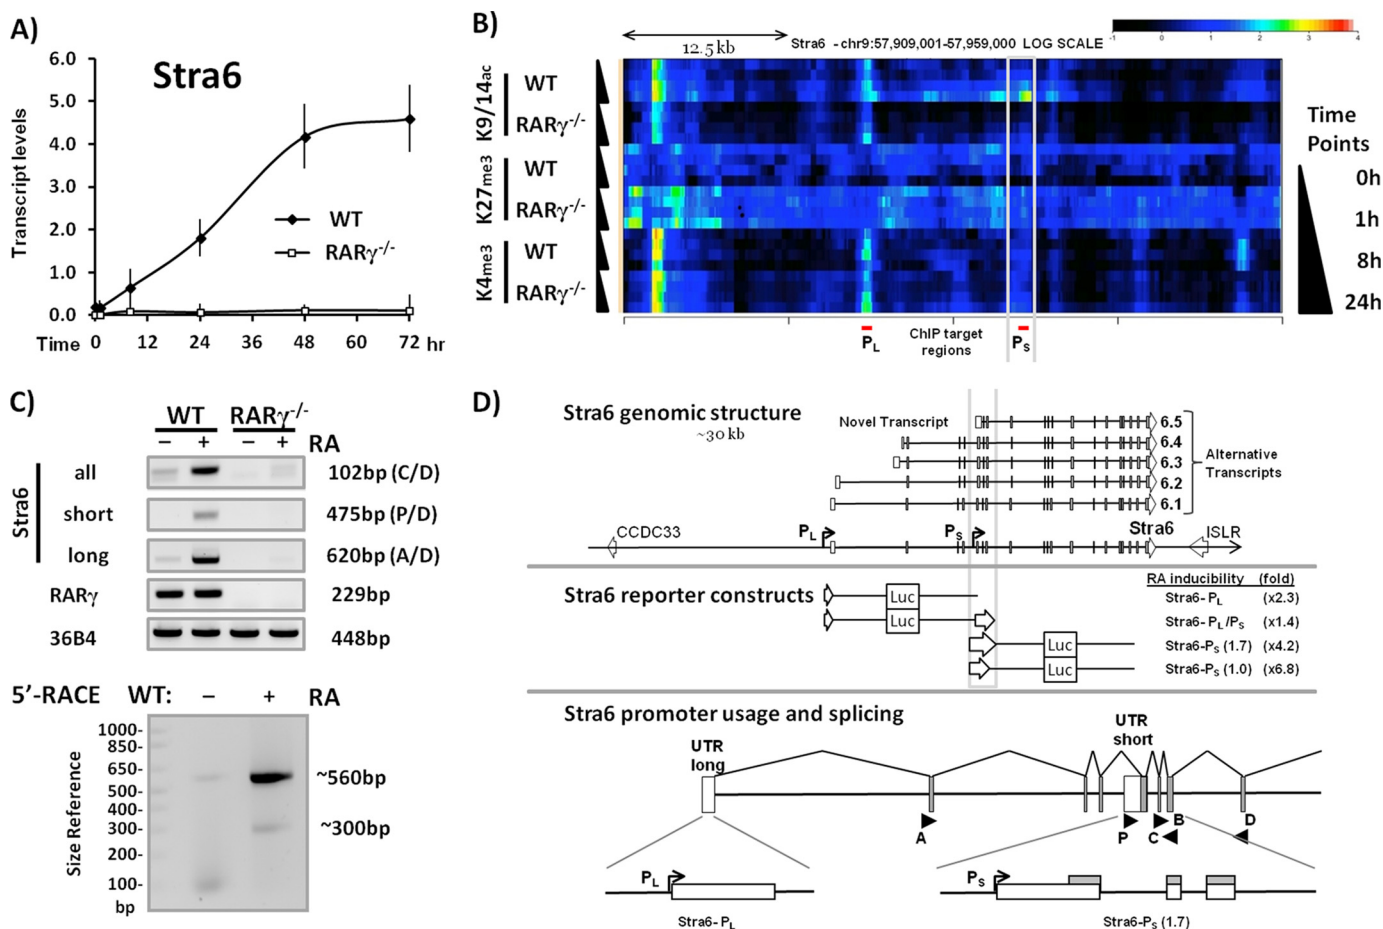 A)
Stra6
Transcript levels
6.0
5.0
4.0
3.0
2.0
1.0
0.0
WT
RARγ-/-
Time 0 12 24 36 48 60 72 hr
B)
12.5 kb
Stra6 - chr9:57,909,001-57,959,000 LOG SCALE
-1 0 1 2 3 4
K9/14ac
WT
RARγ-/-
K27me3
WT
RARγ-/-
K4me3
WT
RARγ-/-
Time
Points
0h
1h
8h
24h
PL
ChIP target
regions
PS
C)
WT RARγ-/-
– + – + RA
Stra6
all 102bp (C/D)
short 475bp (P/D)
long 620bp (A/D)
RARγ 229bp
36B4 448bp
5’-RACE WT: – + RA
Size Reference
1000-
850-
650-
500-
400-
300-
200-
100-
bp
~560bp
~300bp
D)
Stra6 genomic structure
~30 kb
Novel Transcript
6.5
6.4
6.3
6.2
6.1
Alternative
Transcripts
CCDC33
PL
PS
Stra6
ISLR
Stra6 reporter constructs
Luc
Luc
Luc
Luc
RA inducibility (fold)
Stra6- PL (x2.3)
Stra6- PL/PS (x1.4)
Stra6-PS (1.7) (x4.2)
Stra6-PS (1.0) (x6.8)
Stra6 promoter usage and splicing
UTR
long
UTR
short
A
P
C
B
D
PL
Stra6- PL
PS
Stra6-PS (1.7)